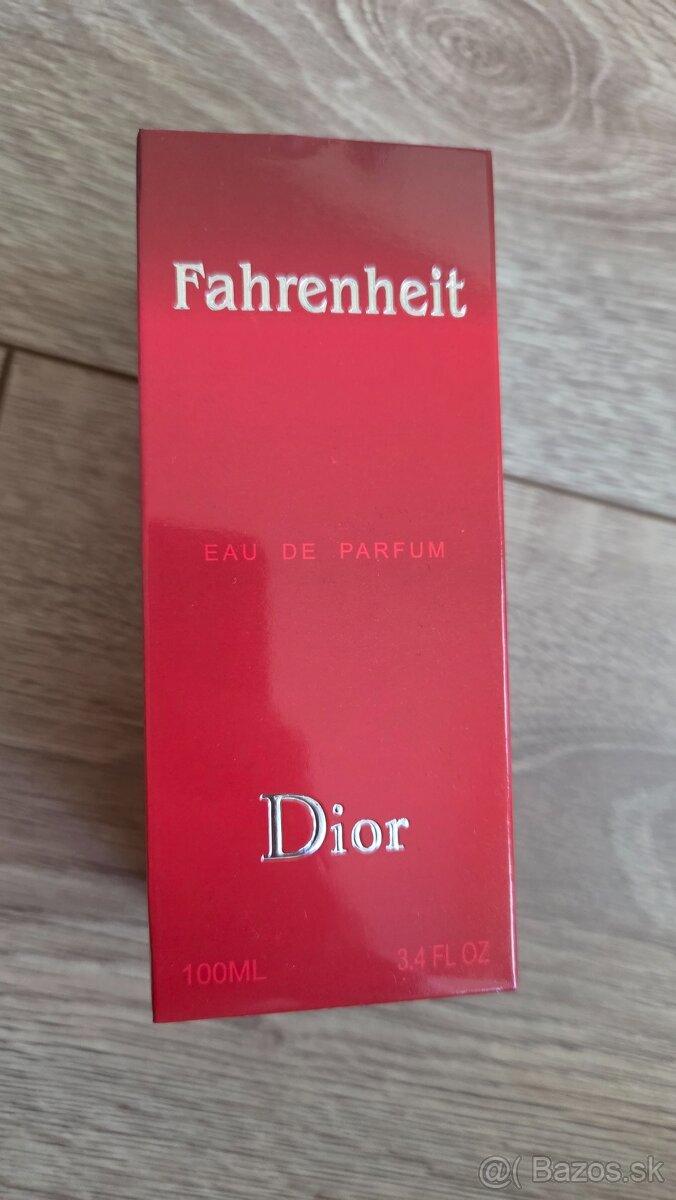 Fahrenheit
EAU DE PARFUM
Dior
100ML 3.4 FL OZ
@( Bazos.sk